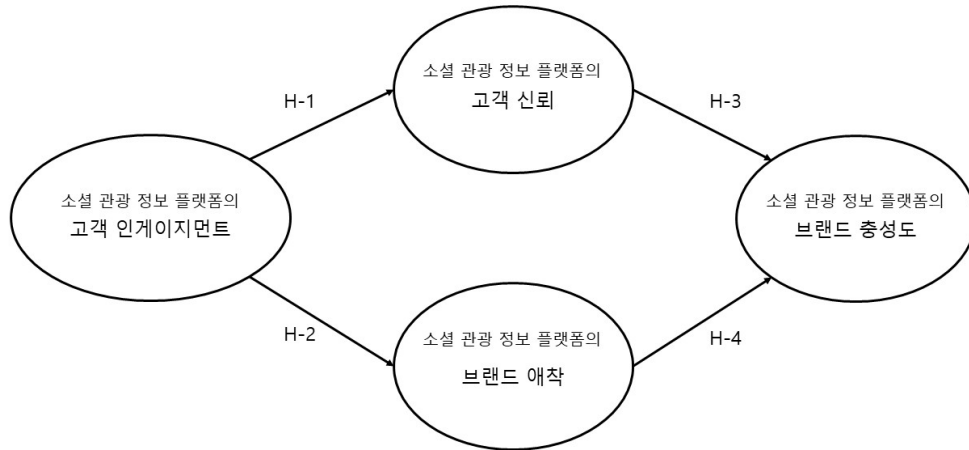 소셜 관광 정보 플랫폼의
고객 신뢰
H-1
H-3
소셜 관광 정보 플랫폼의
고객 인게이지먼트
소셜 관광 정보 플랫폼의
브랜드 충성도
H-2
H-4
소셜 관광 정보 플랫폼의
브랜드 애착